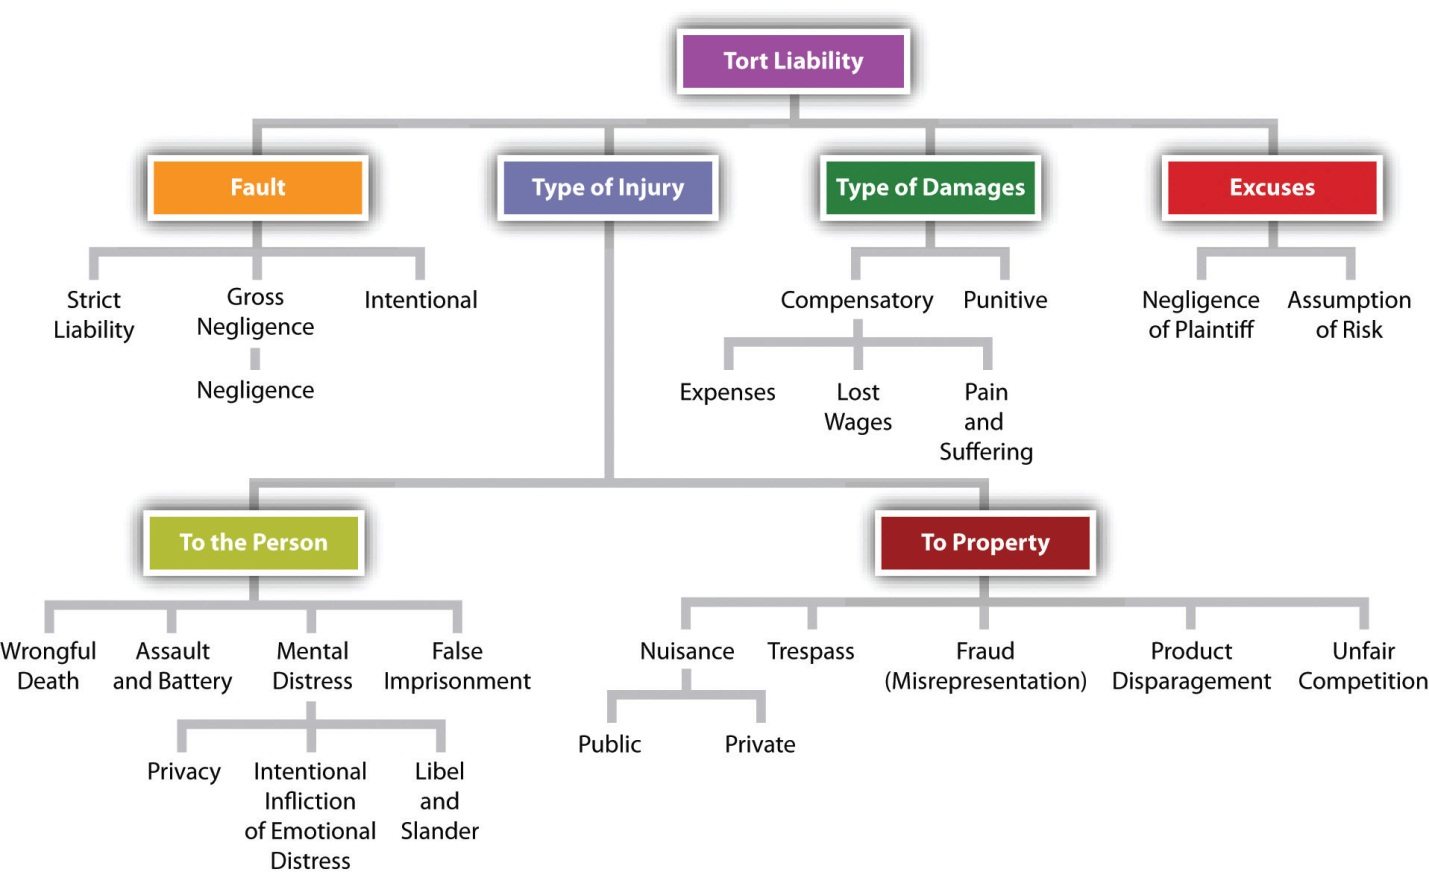 Tort Liability
Fault
Type of Injury
Type of Damages
Excuses
Strict
Liability
Gross
Negligence
Negligence
Intentional
Compensatory
Punitive
Expenses
Lost
Wages
Pain
and
Suffering
Negligence
of Plaintiff
Assumption
of Risk
To the Person
To Property
Wrongful
Death
Assault
and Battery
Mental
Distress
False
Imprisonment
Privacy
Intentional
Infliction
of Emotional
Distress
Libel
and
Slander
Nuisance
Trespass
Fraud
(Misrepresentation)
Product
Disparagement
Unfair
Competition
Public
Private